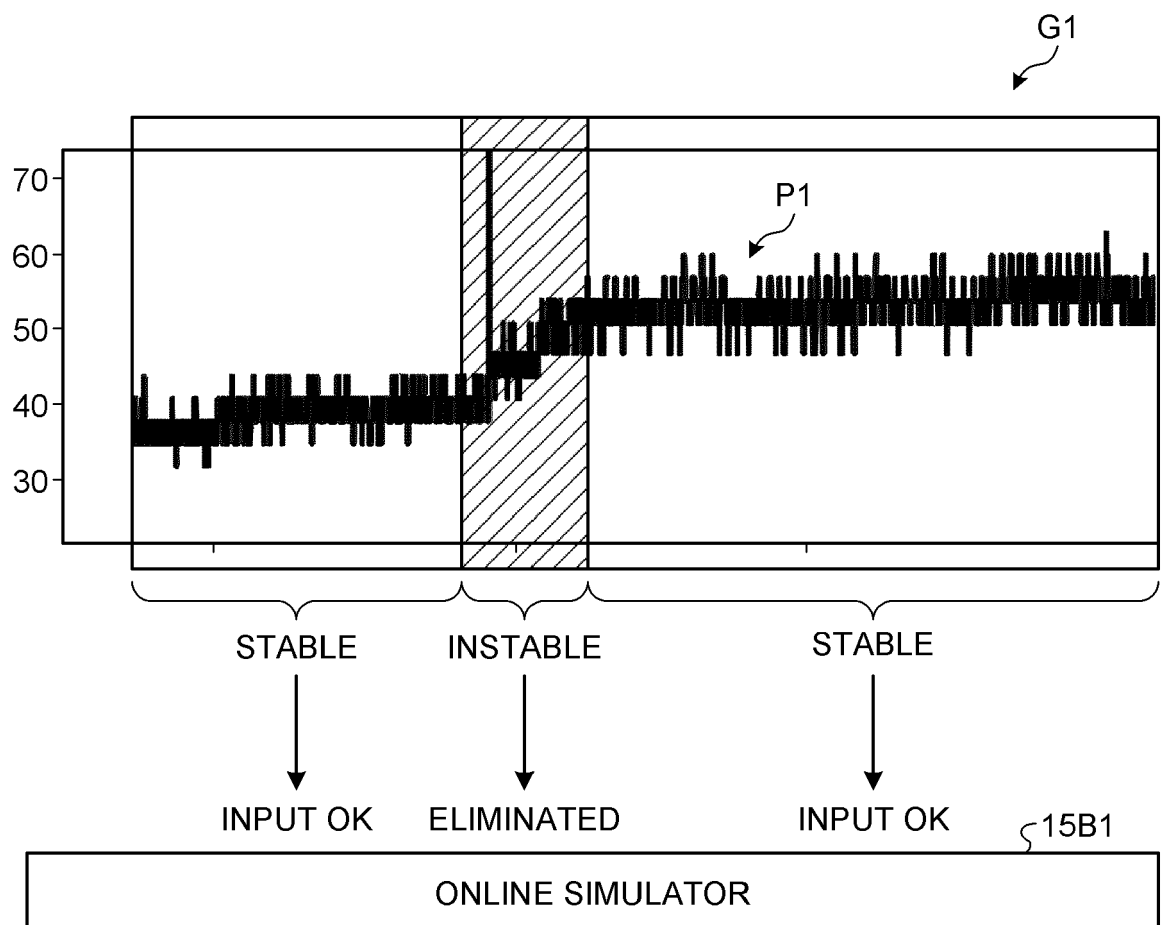 G1
70
60
50
40
30
P1
STABLE INSTABLE STABLE
INPUT OK ELIMINATED INPUT OK
15B1
ONLINE SIMULATOR